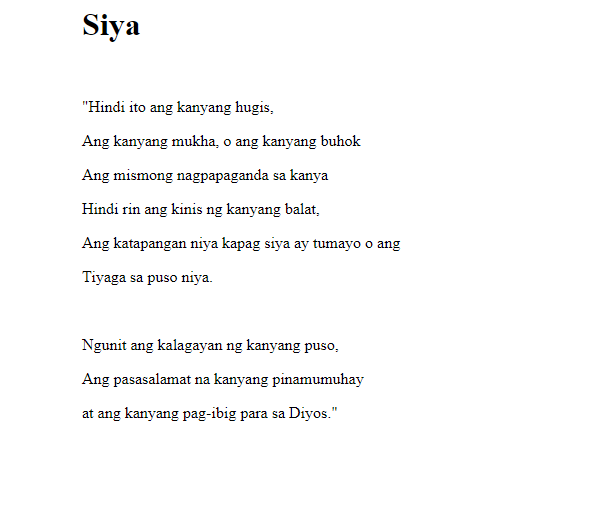 Siya
"Hindi ito ang kanyang hugis,
Ang kanyang mukha, o ang kanyang buhok
Ang mismong nagpapaganda sa kanya
Hindi rin ang kinis ng kanyang balat,
Ang katapangan niya kapag siya ay tumayo o ang
Tiyaga sa puso niya.
Ngunit ang kalagayan ng kanyang puso,
Ang pasasalamat na kanyang pinamumuhay
at ang kanyang pag-ibig para sa Diyos."